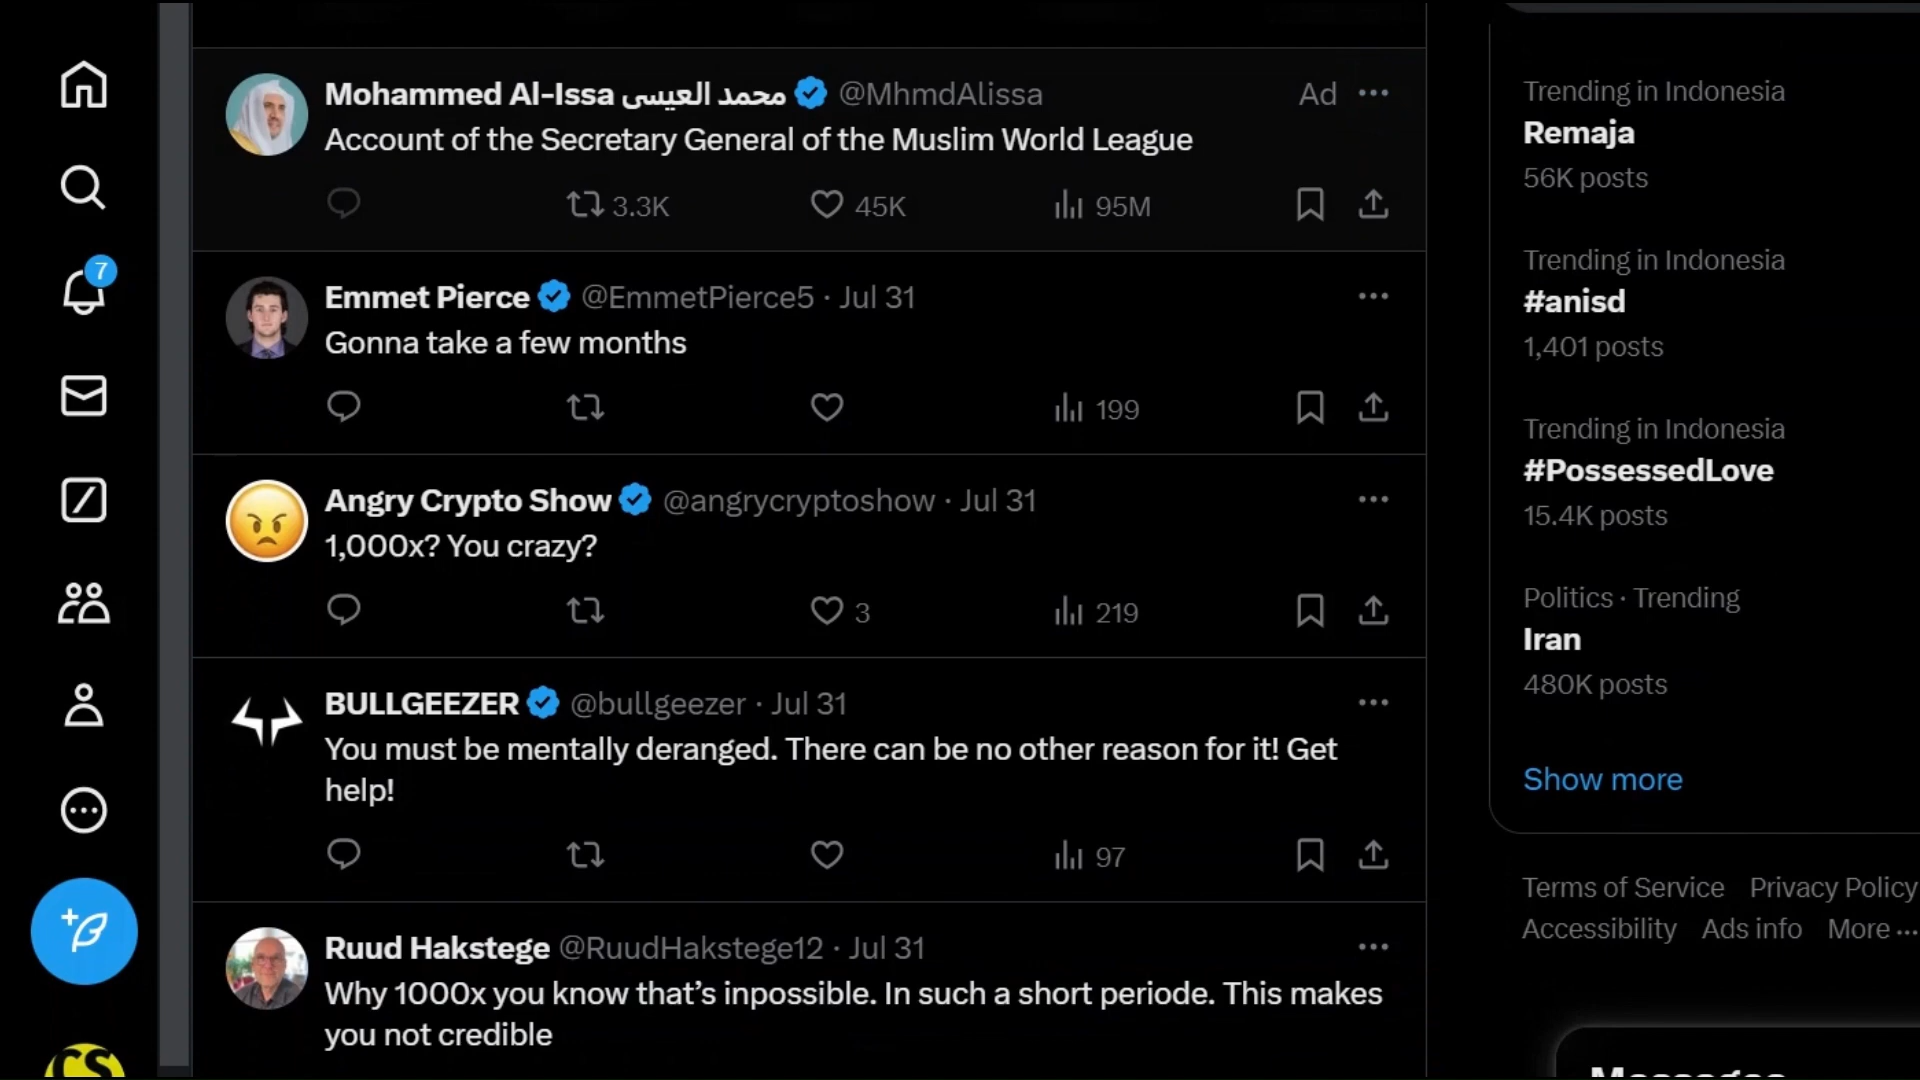 Mohammed Al-Issa محمد العيسى @MhmdAlissa Ad
Account of the Secretary General of the Muslim World League
3.3K 45K 95M
Emmet Pierce @EmmetPierce5 · Jul 31
Gonna take a few months
199
Angry Crypto Show @angrycryptoshow · Jul 31
1,000x? You crazy?
3 219
BULLGEEZER @bullgeezer · Jul 31
You must be mentally deranged. There can be no other reason for it! Get
help!
97
Ruud Hakstege @RuudHakstege12 · Jul 31
Why 1000x you know that's inpossible. In such a short periode. This makes
you not credible
7
CS
Trending in Indonesia
Remaja
56K posts
Trending in Indonesia
#anisd
1,401 posts
Trending in Indonesia
#PossessedLove
15.4K posts
Politics · Trending
Iran
480K posts
Show more
Terms of Service Privacy Policy
Accessibility Ads info More ...
Messages